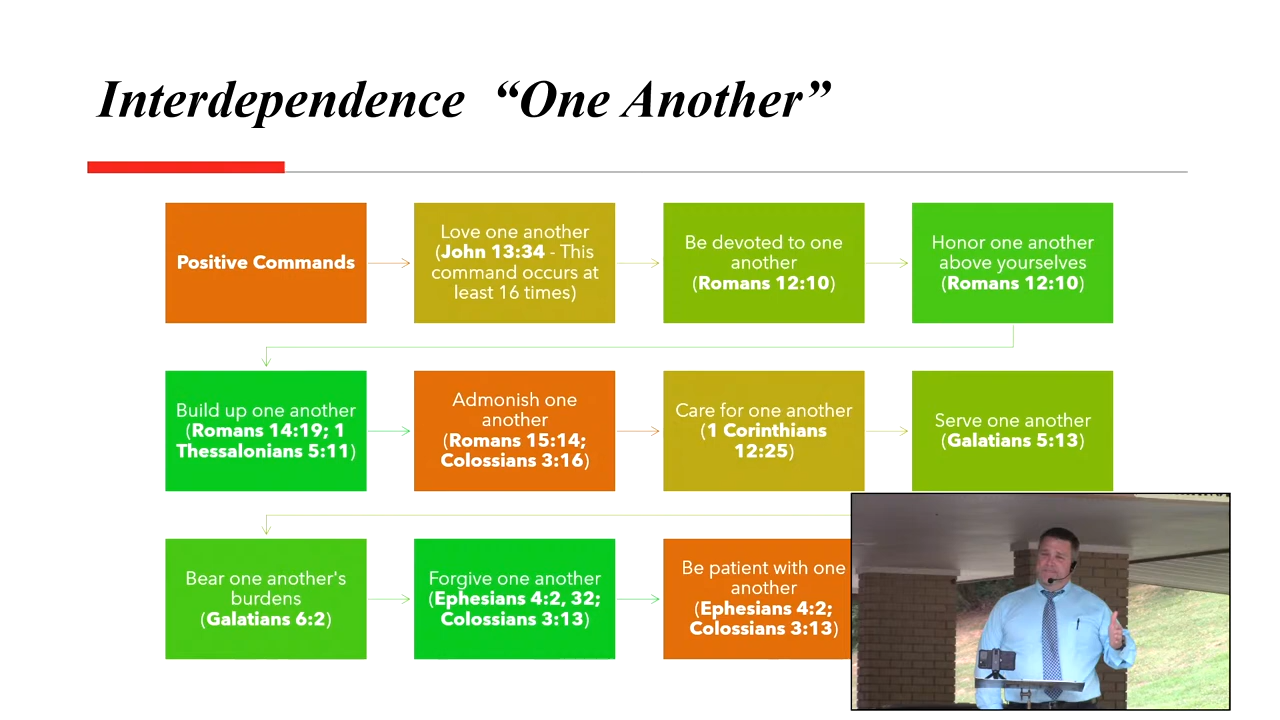 Interdependence “One Another”
Positive Commands
Love one another
(John 13:34 - This
command occurs at
least 16 times)
Be devoted to one
another
(Romans 12:10)
Honor one another
above yourselves
(Romans 12:10)
Build up one another
(Romans 14:19; 1
Thessalonians 5:11)
Admonish one
another
(Romans 15:14;
Colossians 3:16)
Care for one another
(1 Corinthians
12:25)
Serve one another
(Galatians 5:13)
Bear one another's
burdens
(Galatians 6:2)
Forgive one another
(Ephesians 4:2, 32;
Colossians 3:13)
Be patient with one
another
(Ephesians 4:2;
Colossians 3:13)